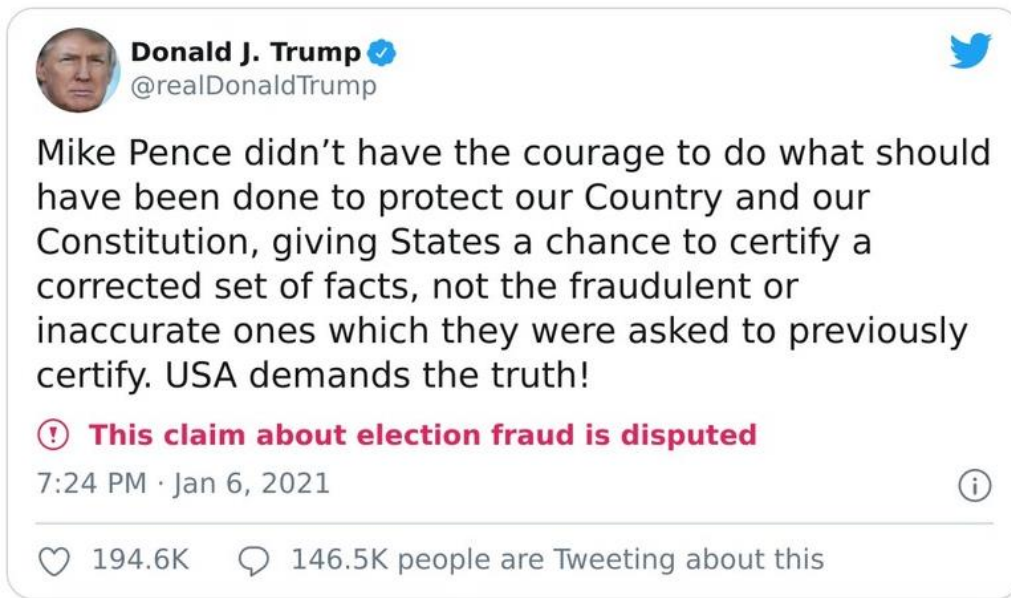 Donald J. Trump
@realDonaldTrump
Mike Pence didn’t have the courage to do what should
have been done to protect our Country and our
Constitution, giving States a chance to certify a
corrected set of facts, not the fraudulent or
inaccurate ones which they were asked to previously
certify. USA demands the truth!
This claim about election fraud is disputed
7:24 PM · Jan 6, 2021
194.6K 146.5K people are Tweeting about this